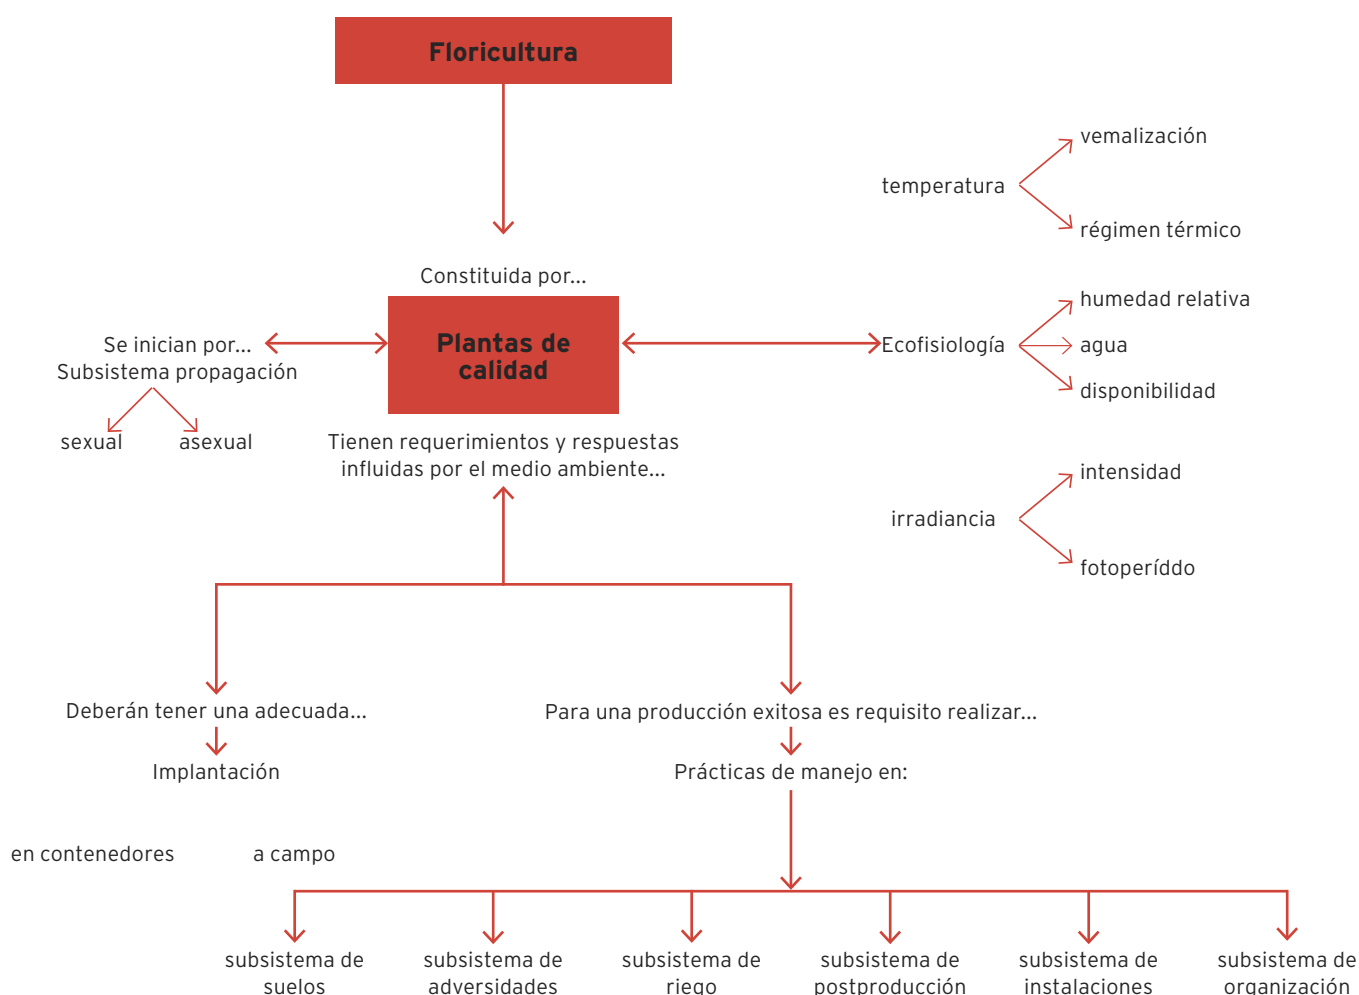 Floricultura
Constituida por...
Plantas de
calidad
Se inician por...
Subsistema propagación
sexual
asexual
Tienen requerimientos y respuestas
influidas por el medio ambiente...
temperatura
vemalización
régimen térmico
Ecofisiología
humedad relativa
agua
disponibilidad
irradiancia
intensidad
fotoperíddo
Deberán tener una adecuada...
Implantación
en contenedores
a campo
Para una producción exitosa es requisito realizar...
Prácticas de manejo en:
subsistema de
suelos
subsistema de
adversidades
subsistema de
riego
subsistema de
postproducción
subsistema de
instalaciones
subsistema de
organización